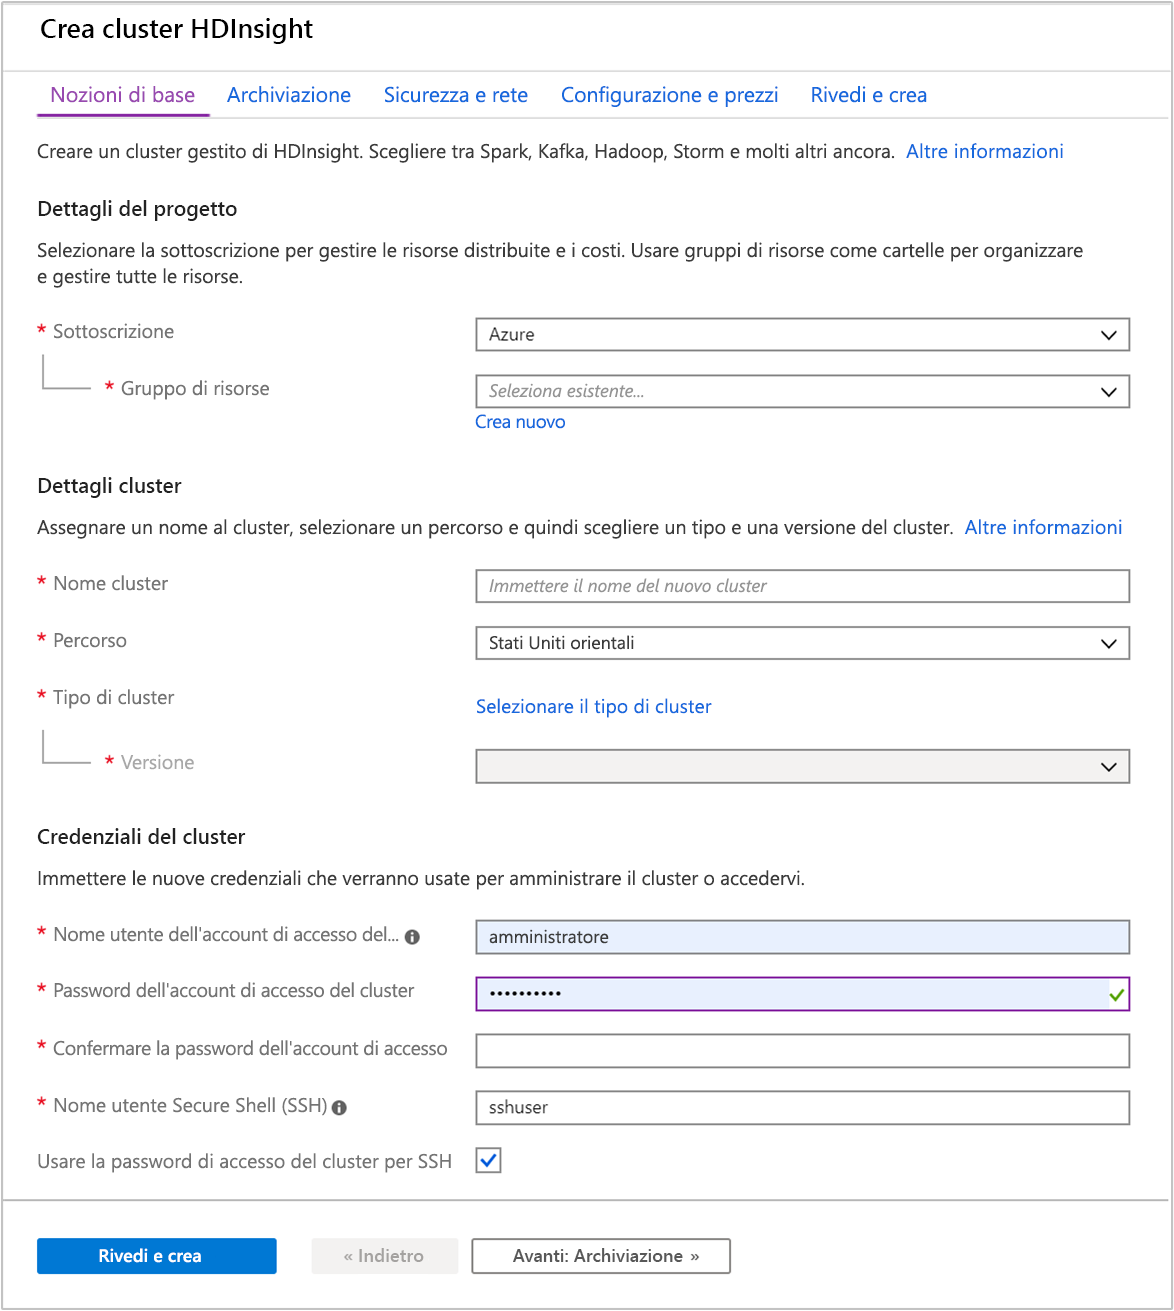 Crea cluster HDInsight
Nozioni di base Archiviazione Sicurezza e rete Configurazione e prezzi Rivedi e crea
Creare un cluster gestito di HDInsight. Scegliere tra Spark, Kafka, Hadoop, Storm e molti altri ancora. Altre informazioni
Dettagli del progetto
Selezionare la sottoscrizione per gestire le risorse distribuite e i costi. Usare gruppi di risorse come cartelle per organizzare
e gestire tutte le risorse.
* Sottoscrizione Azure
* Gruppo di risorse Seleziona esistente...
Crea nuovo
Dettagli cluster
Assegnare un nome al cluster, selezionare un percorso e quindi scegliere un tipo e una versione del cluster. Altre informazioni
* Nome cluster Immettere il nome del nuovo cluster
* Percorso Stati Uniti orientali
* Tipo di cluster Selezionare il tipo di cluster
* Versione
Credenziali del cluster
Immettere le nuove credenziali che verranno usate per amministrare il cluster o accedervi.
* Nome utente dell'account di accesso del... amministratore
* Password dell'account di accesso del cluster ••••••••••
* Confermare la password dell'account di accesso
* Nome utente Secure Shell (SSH) sshuser
Usare la password di accesso del cluster per SSH
Rivedi e crea « Indietro Avanti: Archiviazione »